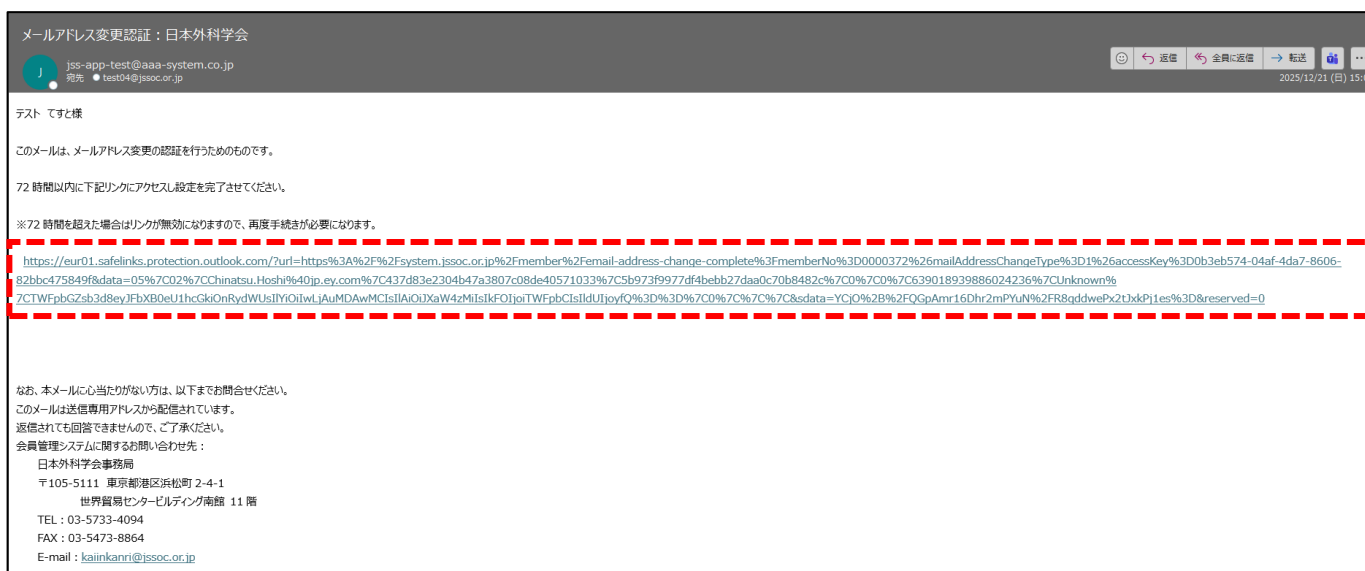 メールアドレス変更認証：日本外科学会
J
jss-app-test@aaa-system.co.jp
宛先 test04@jssoc.or.jp
返信
全員に返信
転送
2025/12/21 (日) 15:
テスト てすと様
このメールは、メールアドレス変更の認証を行うためのものです。
72 時間以内に下記リンクにアクセスし設定を完了させてください。
※72 時間を超えた場合はリンクが無効になりますので、再度手続きが必要になります。
https://eur01.safelinks.protection.outlook.com/?url=https%3A%2F%2Fsystem.jssoc.or.jp%2Fmember%2Femail-address-change-complete%3FmemberNo%3D0000372%26mailAddressChangeType%3D1%26accessKey%3D0b3eb574-04af-4da7-8606-
82bbc475849f&data=05%7C02%7CChinatsu.Hoshi%40jp.ey.com%7C437d83e2304b47a3807c08de40571033%7C5b973f9977df4bebb27daa0c70b8482c%7C0%7C0%7C639018939886024236%7CUnknown%
7CTWFpbGZsb3d8eyJFbXB0eU1hcGkiOnRydWUsIlYiOiIwLjAuMDAwMCIsIlAiOiJXaW4zMiIsIkFOIjoiTWFpbCIsIldUIjoyfQ%3D%3D%7C0%7C%7C%7C&sdata=YCjO%2B%2FQGpAmr16Dhr2mPYuN%2FR8qddwePx2tJxkPj1es%3D&reserved=0
なお、本メールに心当たりがない方は、以下までお問合せください。
このメールは送信専用アドレスから配信されています。
返信されても回答できませんので、ご了承ください。
会員管理システムに関するお問い合わせ先：
日本外科学会事務局
〒105-5111 東京都港区浜松町 2-4-1
世界貿易センタービルディング南館 11 階
TEL：03-5733-4094
FAX：03-5473-8864
E-mail：kaiinkanri@jssoc.or.jp